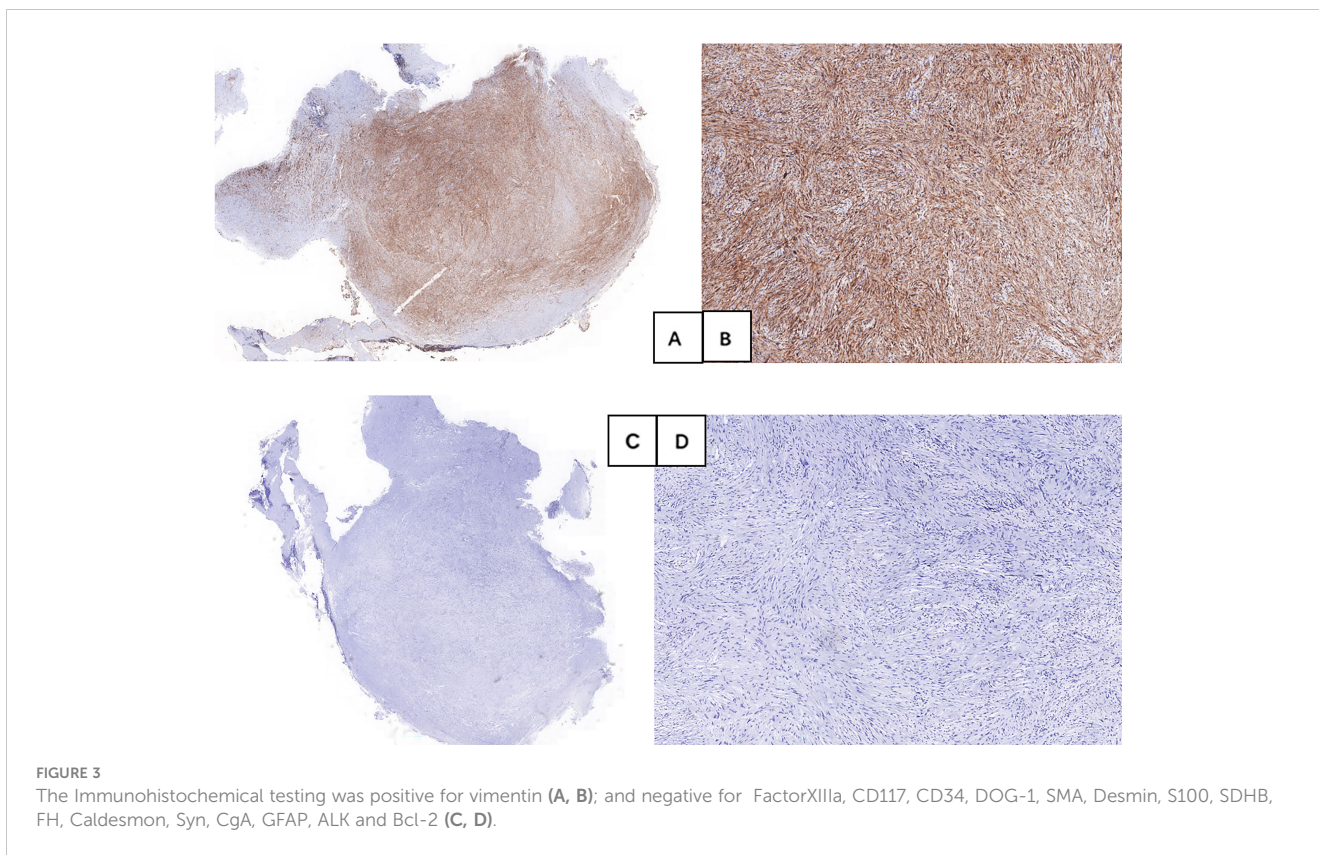 A B
C D
FIGURE 3
The Immunohistochemical testing was positive for vimentin (A, B); and negative for FactorXIIIa, CD117, CD34, DOG-1, SMA, Desmin, S100, SDHB,
FH, Caldesmon, Syn, CgA, GFAP, ALK and Bcl-2 (C, D).